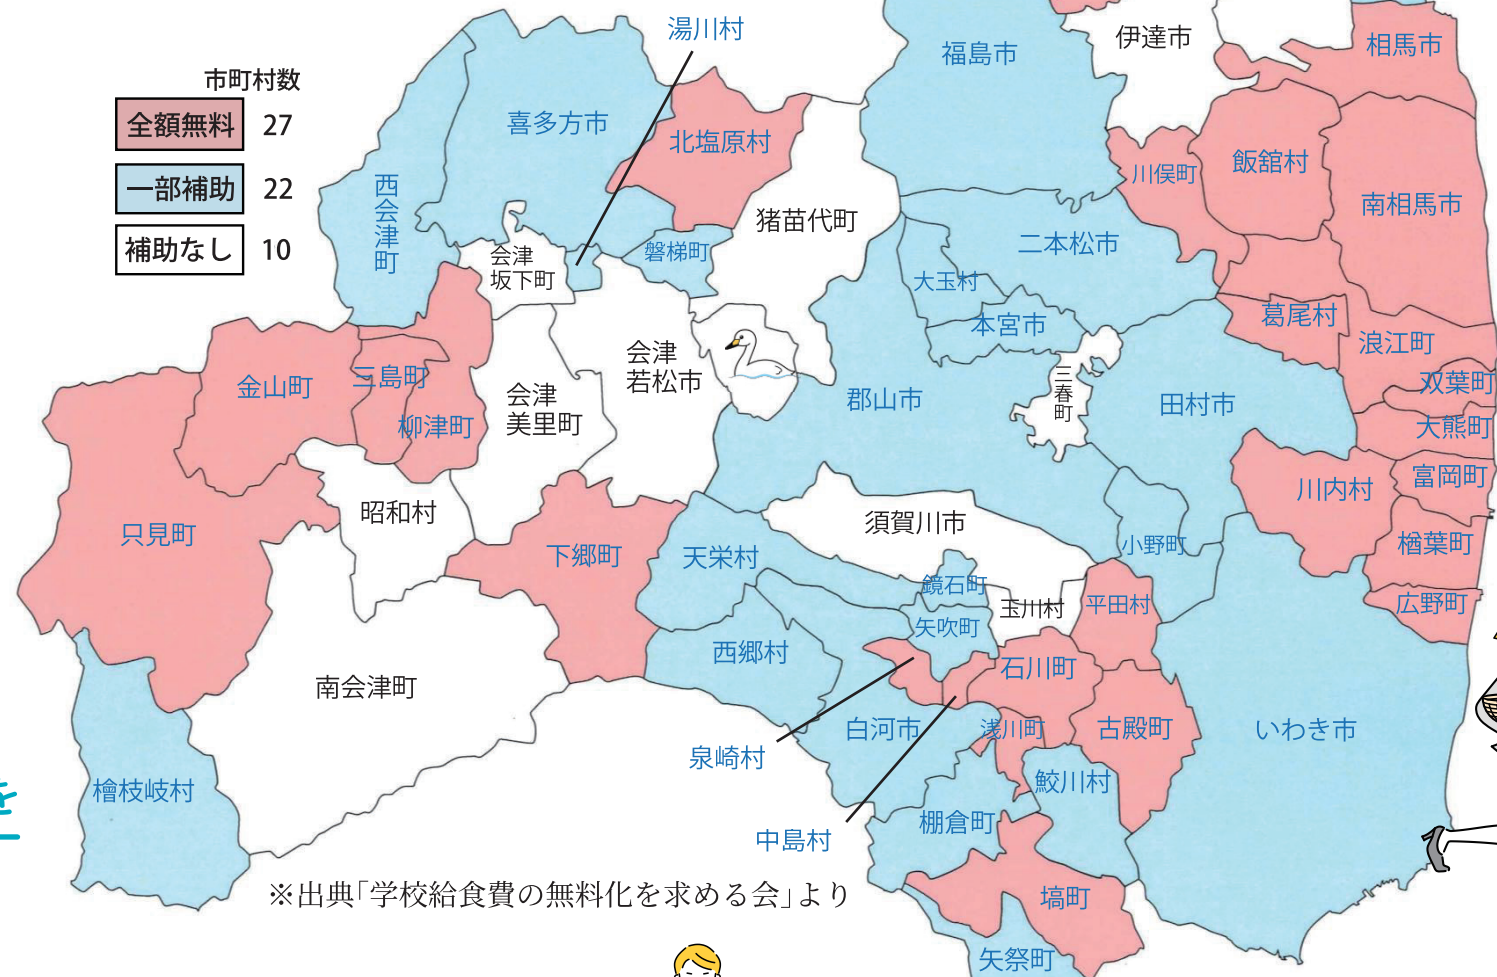 市町村数
全額無料 27
一部補助 22
補助なし 10
湯川村
福島市
伊達市
相馬市
喜多方市
北塩原村
川俣町
飯舘村
南相馬市
西会津町
会津
坂下町
磐梯町
猪苗代町
二本松市
大玉村
本宮市
葛尾村
浪江町
双葉町
大熊町
富岡町
楢葉町
広野町
金山町
三島町
柳津町
会津
美里町
会津
若松市
郡山市
三春町
田村市
川内村
只見町
昭和村
下郷町
天栄村
須賀川市
小野町
鏡石町
玉川村
平田村
矢吹町
西郷村
石川町
南会津町
白河市
浅川町
古殿町
いわき市
泉崎村
檜枝岐村
鮫川村
棚倉町
中島村
塙町
矢祭町
を
※出典「学校給食費の無料化を求める会」より